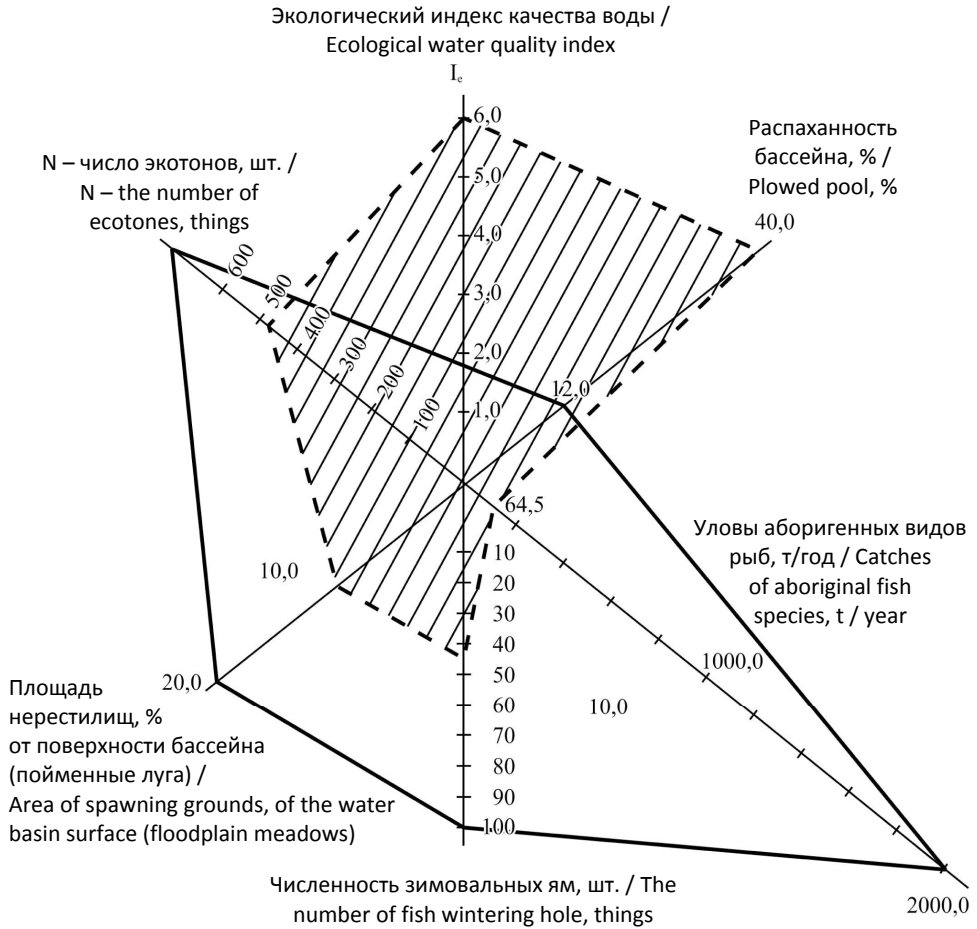 Экологический индекс качества воды /
Ecological water quality index
Iₑ
6,0
5,0
4,0
3,0
2,0
1,0
Распаханность
бассейна, % /
Plowed pool, %
40,0
12,0
N – число экотонов, шт. /
N – the number of
ecotones, things
600
500
400
300
200
100
64,5
Уловы аборигенных видов
рыб, т/год / Catches
of aboriginal fish
species, t / year
1000,0
10,0
2000,0
10
20
30
40
50
60
70
80
90
100
10,0
20,0
Площадь
нерестилищ, %
от поверхности бассейна
(пойменные луга) /
Area of spawning grounds, of the water
basin surface (floodplain meadows)
Численность зимовальных ям, шт. / The
number of fish wintering hole, things